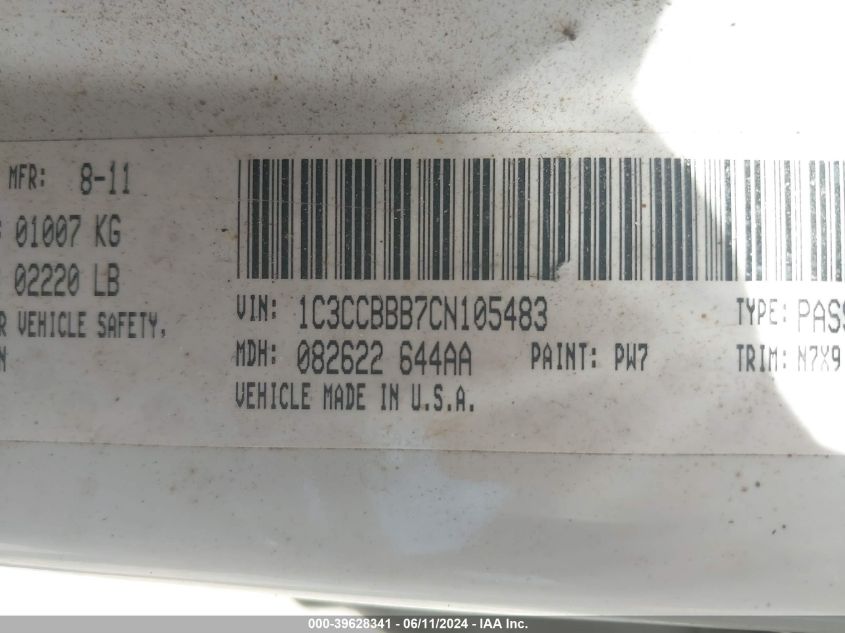 MFR: 8-11
01007 KG
02220 LB
R VEHICLE SAFETY,
N
VIN: 1C3CCBBB7CN105483
TYPE: PASS
MDH: 082622 644AA
PAINT: PW7
TRIM: N7X9
VEHICLE MADE IN U.S.A.
000-39628341 - 06/11/2024 - IAA Inc.